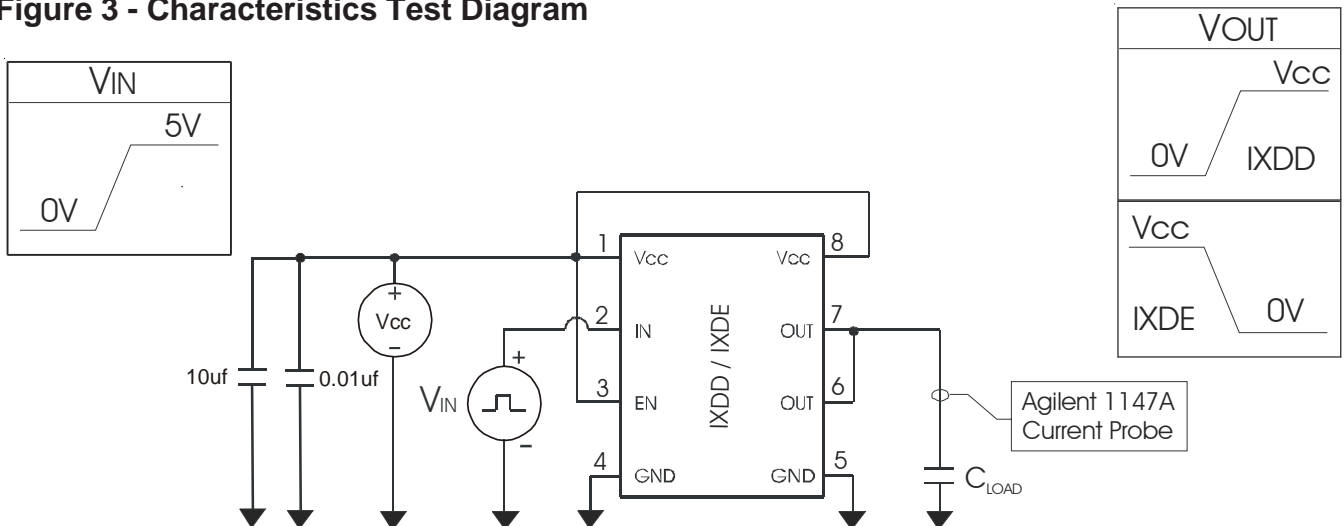 Figure 3 - Characteristics Test Diagram
VIN
5V
0V
VOUT
Vcc
0V IXDD
Vcc
IXDE 0V
10uf
0.01uf
+
Vcc
-
VIN
+
-
1 Vcc
2 IN
3 EN
4 GND
IXDD / IXDE
Vcc 8
OUT 7
OUT 6
GND 5
Agilent 1147A
Current Probe
CLOAD